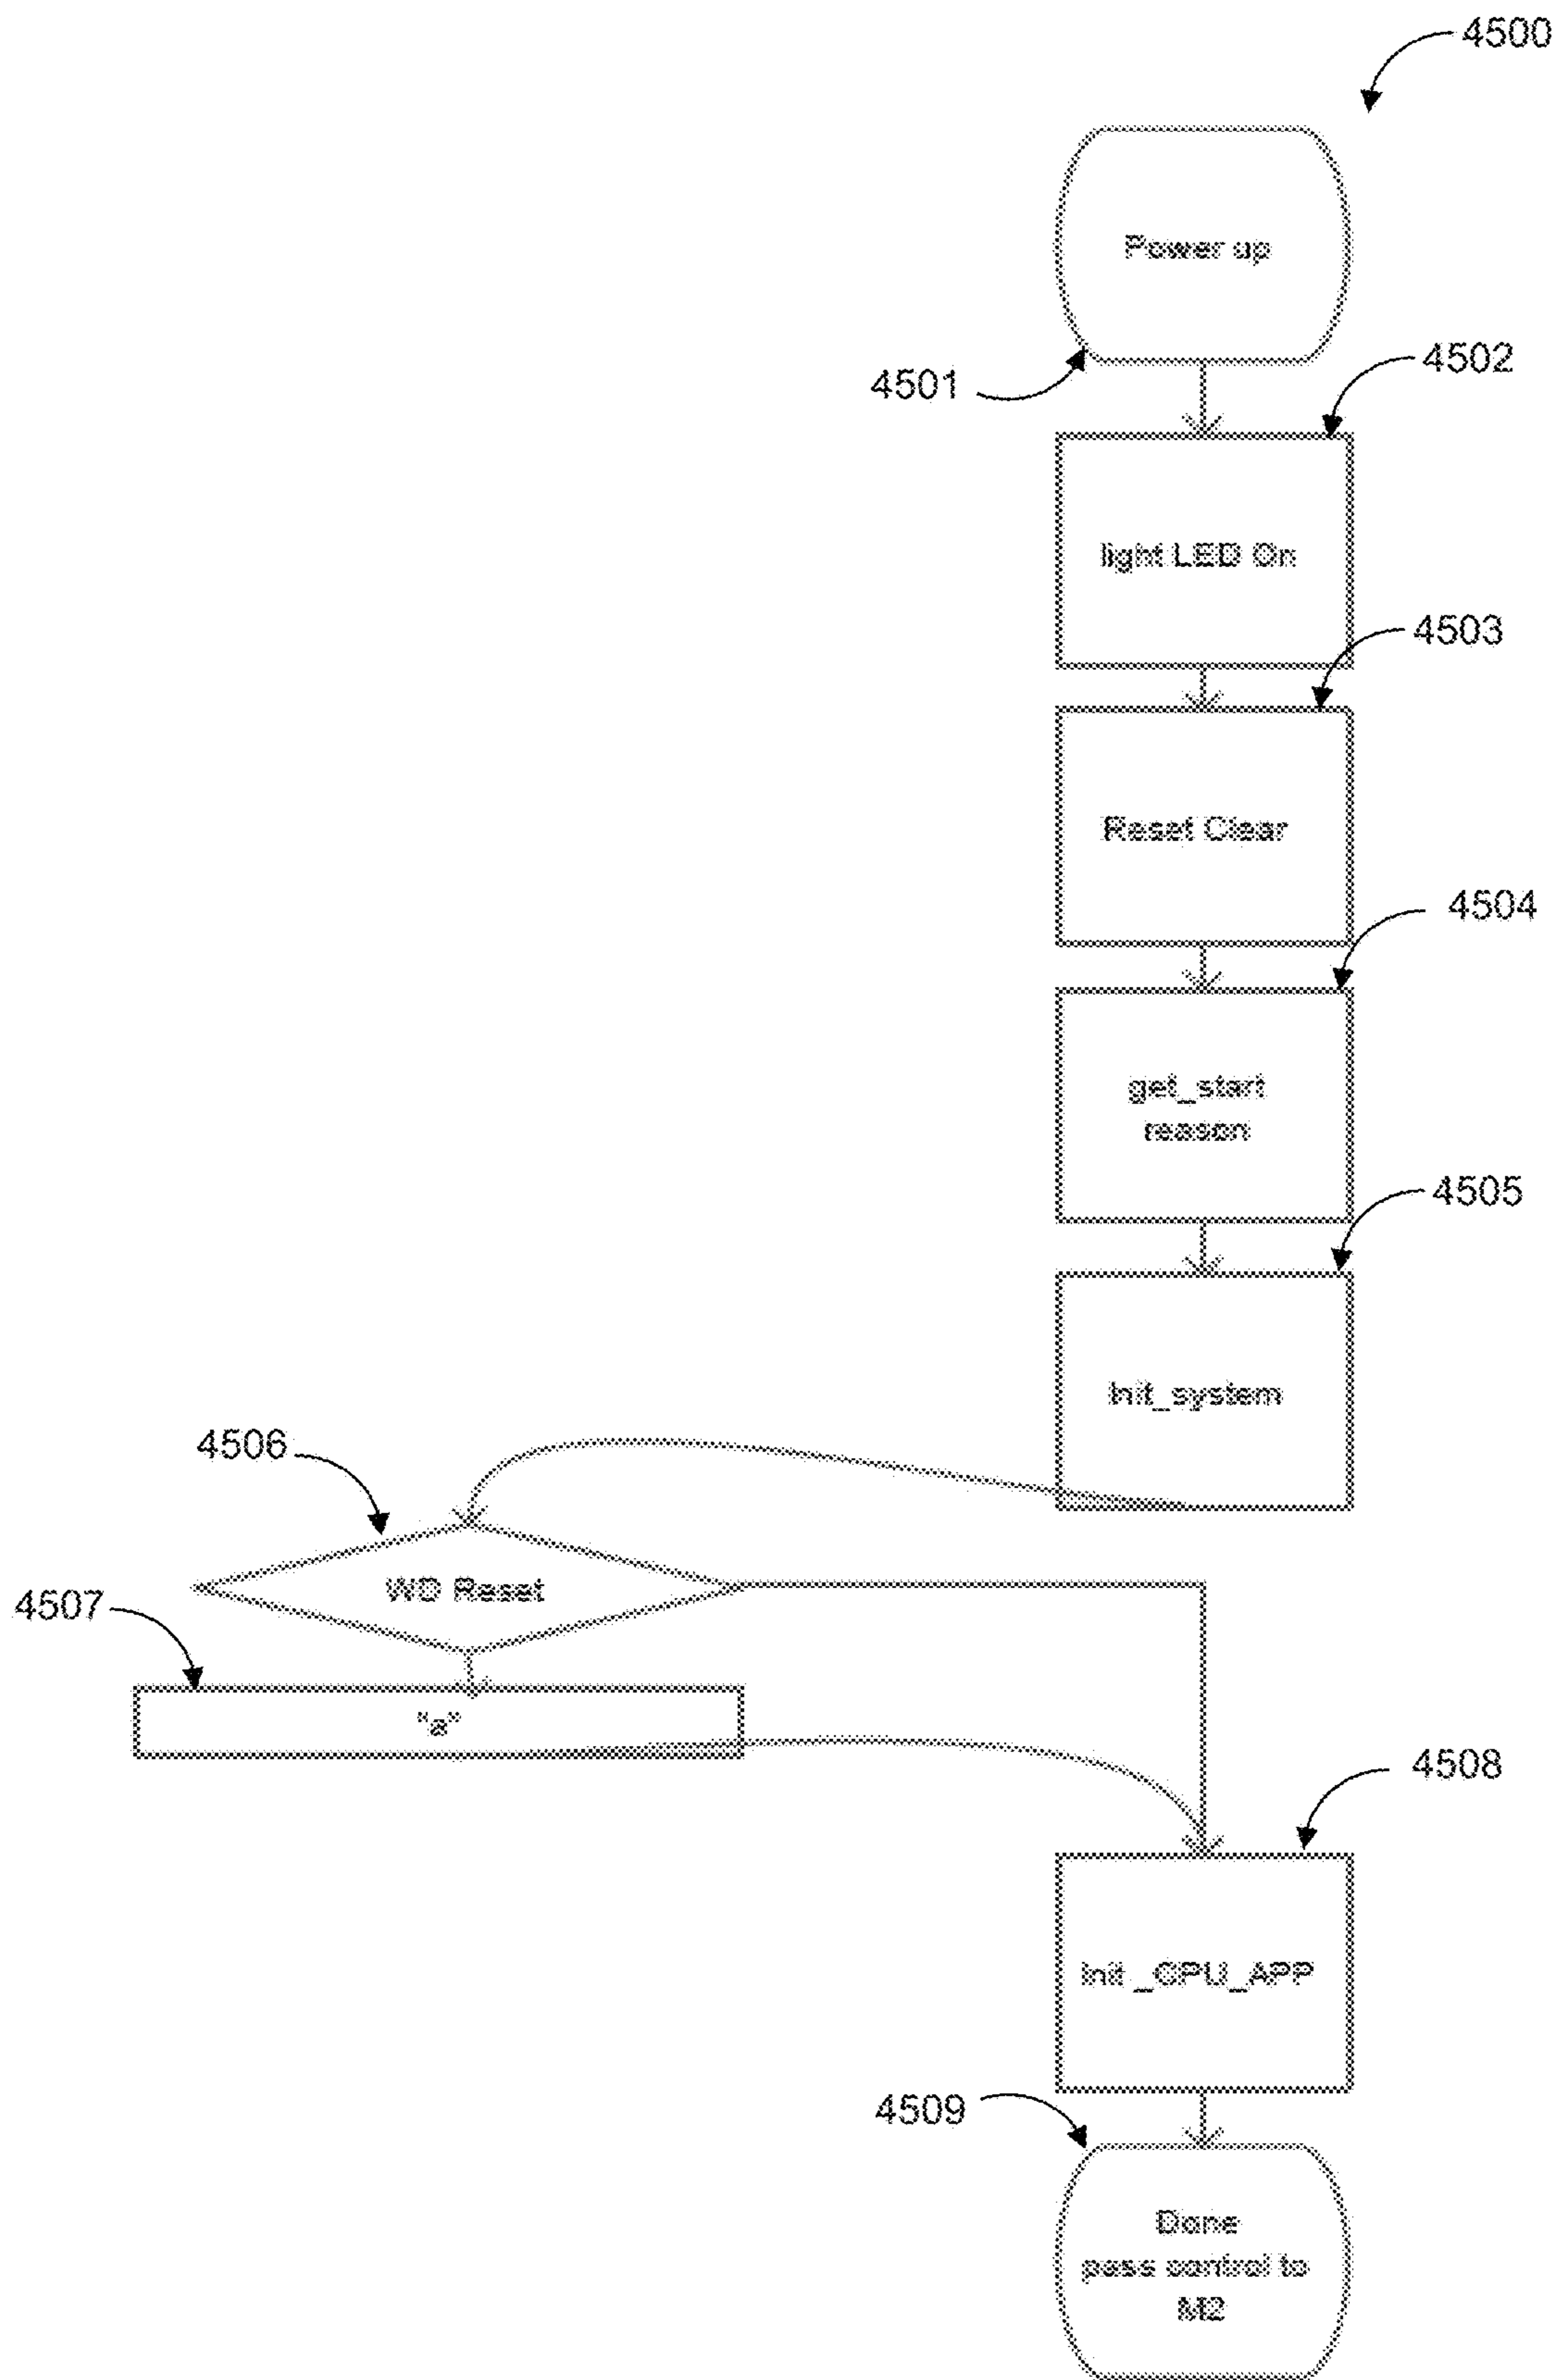 4500
Power up
4501
4502
light LED On
4503
Reset Clear
4504
get_start
reason
4505
Init_system
4506
WD Reset
4507
"a"
4508
Init _CPU_APP
4509
Done
pass control to
M2